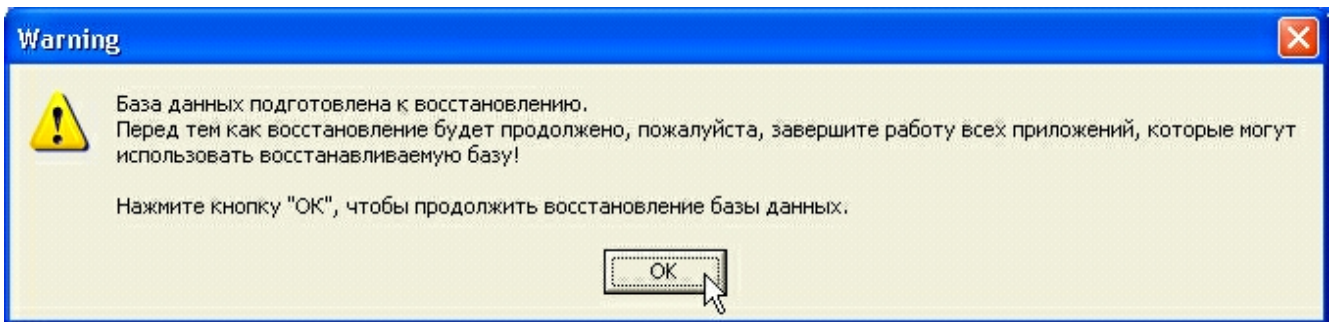 Warning
База данных подготовлена к восстановлению.
Перед тем как восстановление будет продолжено, пожалуйста, завершите работу всех приложений, которые могут
использовать восстанавливаемую базу!
Нажмите кнопку "ОК", чтобы продолжить восстановление базы данных.
OK